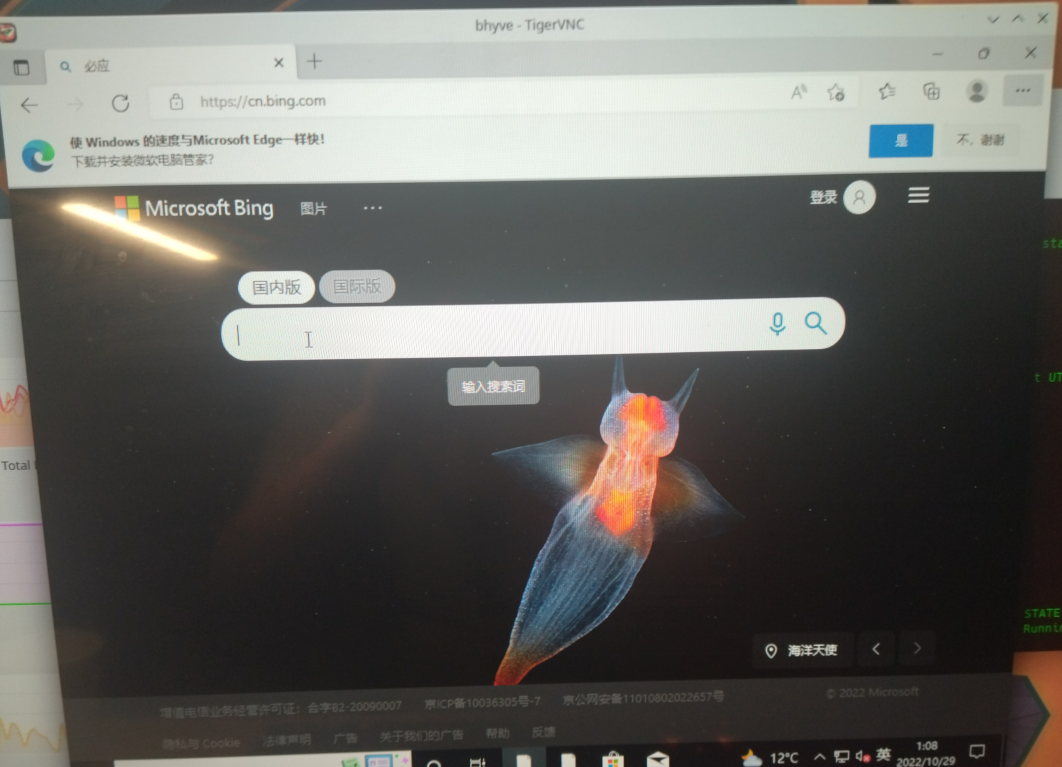 bhyve - TigerVNC
必应
https://cn.bing.com
使 Windows 的速度与Microsoft Edge一样快!
下载并安装微软电脑管家?
是
不，谢谢
Microsoft Bing
图片
登录
国内版
国际版
输入搜索词
Total
t UT
STATE
Runni
海洋天使
增值电信业务经营许可证：合字B2-20090007
京ICP备10036305号-7
京公网安备11010802022657号
© 2022 Microsoft
隐私与 Cookie
法律声明
广告
关于我们的广告
帮助
反馈
12°C
英
1:08
2022/10/29